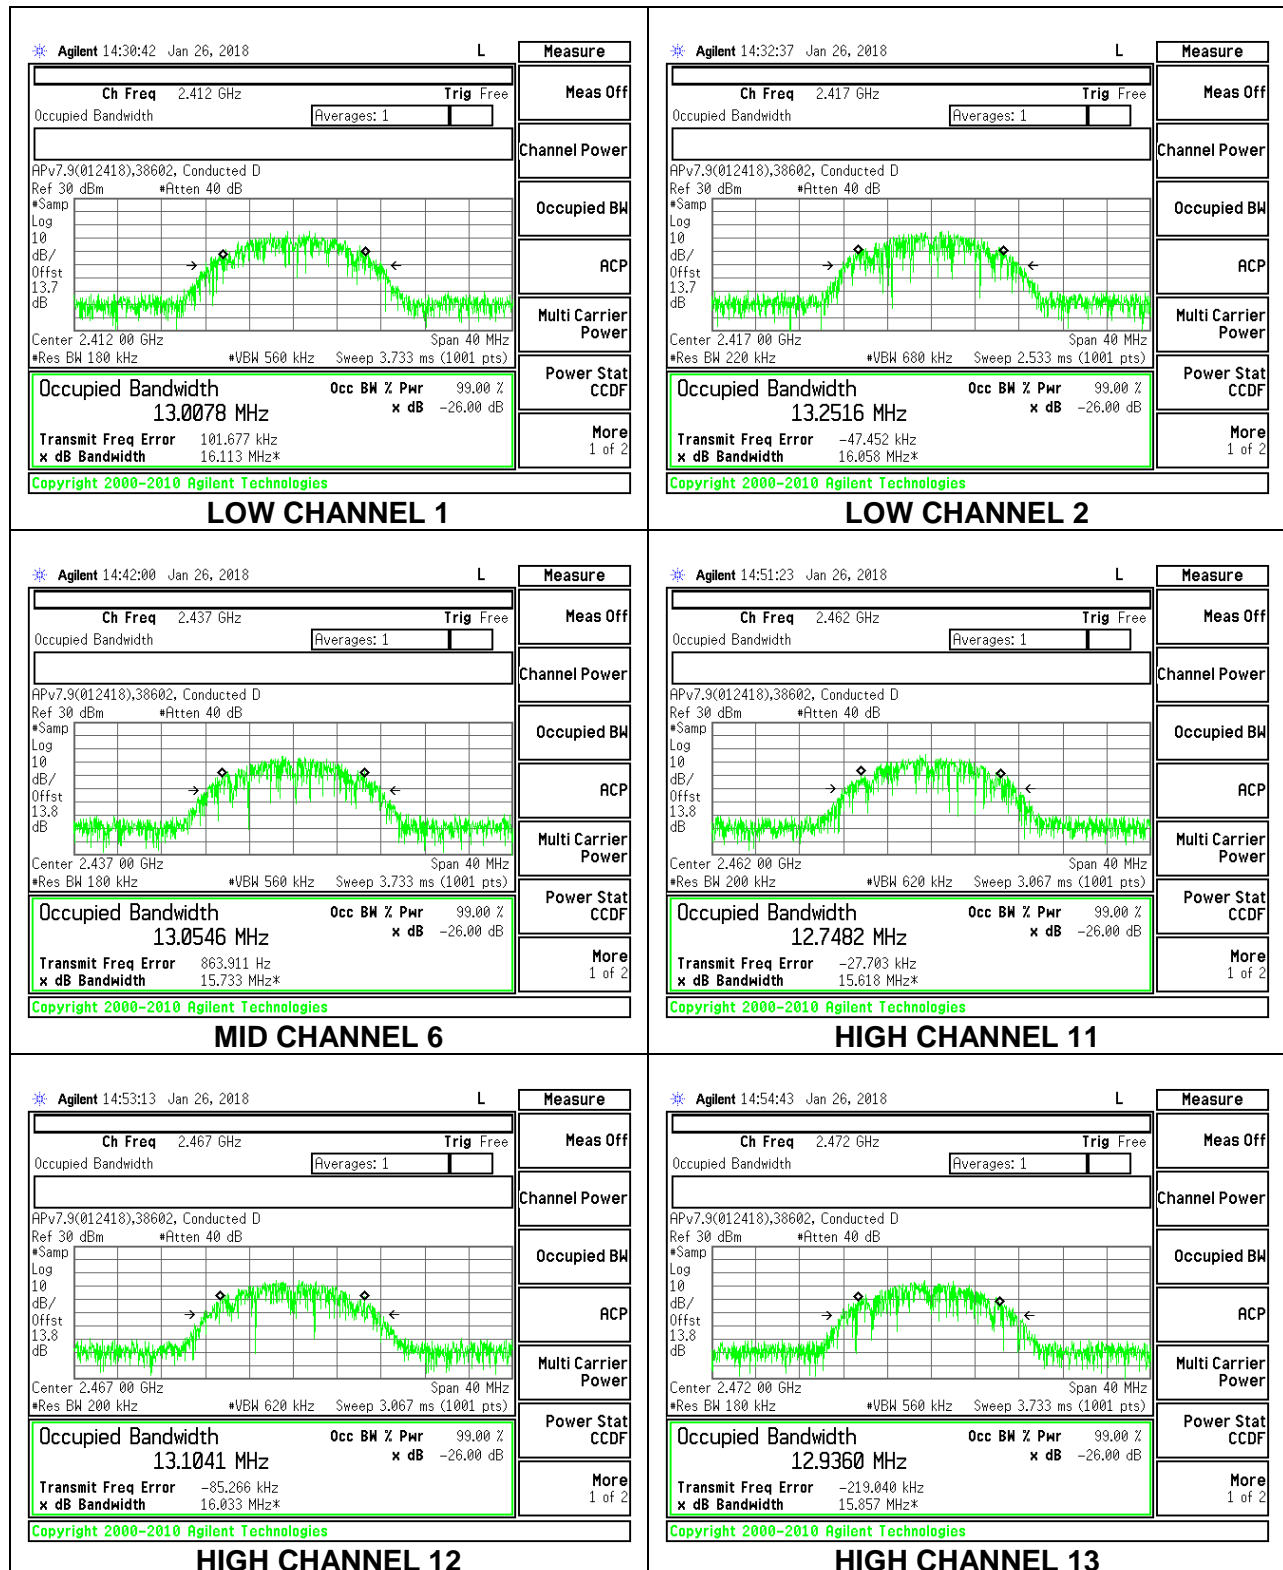 Agilent 14:30:42 Jan 26, 2018 L Measure
Ch Freq 2.412 GHz Trig Free
Occupied Bandwidth Averages: 1
APv7.9(012418),38602, Conducted D
Ref 30 dBm #Atten 40 dB
#Samp
Log
10
dB/
Offst
13.7
dB
Center 2.412 00 GHz Span 40 MHz
#Res BW 180 kHz #VBW 560 kHz Sweep 3.733 ms (1001 pts)
Occupied Bandwidth Occ BW % Pwr 99.00 %
13.0078 MHz x dB -26.00 dB
Transmit Freq Error 101.677 kHz
x dB Bandwidth 16.113 MHz*
Copyright 2000-2010 Agilent Technologies
Meas Off
Channel Power
Occupied BW
ACP
Multi Carrier
Power
Power Stat
CCDF
More
1 of 2
LOW CHANNEL 1
Agilent 14:32:37 Jan 26, 2018 L Measure
Ch Freq 2.417 GHz Trig Free
Occupied Bandwidth Averages: 1
APv7.9(012418),38602, Conducted D
Ref 30 dBm #Atten 40 dB
#Samp
Log
10
dB/
Offst
13.7
dB
Center 2.417 00 GHz Span 40 MHz
#Res BW 220 kHz #VBW 680 kHz Sweep 2.533 ms (1001 pts)
Occupied Bandwidth Occ BW % Pwr 99.00 %
13.2516 MHz x dB -26.00 dB
Transmit Freq Error -47.452 kHz
x dB Bandwidth 16.058 MHz*
Copyright 2000-2010 Agilent Technologies
Meas Off
Channel Power
Occupied BW
ACP
Multi Carrier
Power
Power Stat
CCDF
More
1 of 2
LOW CHANNEL 2
Agilent 14:42:00 Jan 26, 2018 L Measure
Ch Freq 2.437 GHz Trig Free
Occupied Bandwidth Averages: 1
APv7.9(012418),38602, Conducted D
Ref 30 dBm #Atten 40 dB
#Samp
Log
10
dB/
Offst
13.8
dB
Center 2.437 00 GHz Span 40 MHz
#Res BW 180 kHz #VBW 560 kHz Sweep 3.733 ms (1001 pts)
Occupied Bandwidth Occ BW % Pwr 99.00 %
13.0546 MHz x dB -26.00 dB
Transmit Freq Error 863.911 Hz
x dB Bandwidth 15.733 MHz*
Copyright 2000-2010 Agilent Technologies
Meas Off
Channel Power
Occupied BW
ACP
Multi Carrier
Power
Power Stat
CCDF
More
1 of 2
MID CHANNEL 6
Agilent 14:51:23 Jan 26, 2018 L Measure
Ch Freq 2.462 GHz Trig Free
Occupied Bandwidth Averages: 1
APv7.9(012418),38602, Conducted D
Ref 30 dBm #Atten 40 dB
#Samp
Log
10
dB/
Offst
13.8
dB
Center 2.462 00 GHz Span 40 MHz
#Res BW 200 kHz #VBW 620 kHz Sweep 3.067 ms (1001 pts)
Occupied Bandwidth Occ BW % Pwr 99.00 %
12.7482 MHz x dB -26.00 dB
Transmit Freq Error -27.703 kHz
x dB Bandwidth 15.618 MHz*
Copyright 2000-2010 Agilent Technologies
Meas Off
Channel Power
Occupied BW
ACP
Multi Carrier
Power
Power Stat
CCDF
More
1 of 2
HIGH CHANNEL 11
Agilent 14:53:13 Jan 26, 2018 L Measure
Ch Freq 2.467 GHz Trig Free
Occupied Bandwidth Averages: 1
APv7.9(012418),38602, Conducted D
Ref 30 dBm #Atten 40 dB
#Samp
Log
10
dB/
Offst
13.8
dB
Center 2.467 00 GHz Span 40 MHz
#Res BW 200 kHz #VBW 620 kHz Sweep 3.067 ms (1001 pts)
Occupied Bandwidth Occ BW % Pwr 99.00 %
13.1041 MHz x dB -26.00 dB
Transmit Freq Error -85.266 kHz
x dB Bandwidth 16.033 MHz*
Copyright 2000-2010 Agilent Technologies
Meas Off
Channel Power
Occupied BW
ACP
Multi Carrier
Power
Power Stat
CCDF
More
1 of 2
HIGH CHANNEL 12
Agilent 14:54:43 Jan 26, 2018 L Measure
Ch Freq 2.472 GHz Trig Free
Occupied Bandwidth Averages: 1
APv7.9(012418),38602, Conducted D
Ref 30 dBm #Atten 40 dB
#Samp
Log
10
dB/
Offst
13.8
dB
Center 2.472 00 GHz Span 40 MHz
#Res BW 180 kHz #VBW 560 kHz Sweep 3.733 ms (1001 pts)
Occupied Bandwidth Occ BW % Pwr 99.00 %
12.9360 MHz x dB -26.00 dB
Transmit Freq Error -219.040 kHz
x dB Bandwidth 15.857 MHz*
Copyright 2000-2010 Agilent Technologies
Meas Off
Channel Power
Occupied BW
ACP
Multi Carrier
Power
Power Stat
CCDF
More
1 of 2
HIGH CHANNEL 13